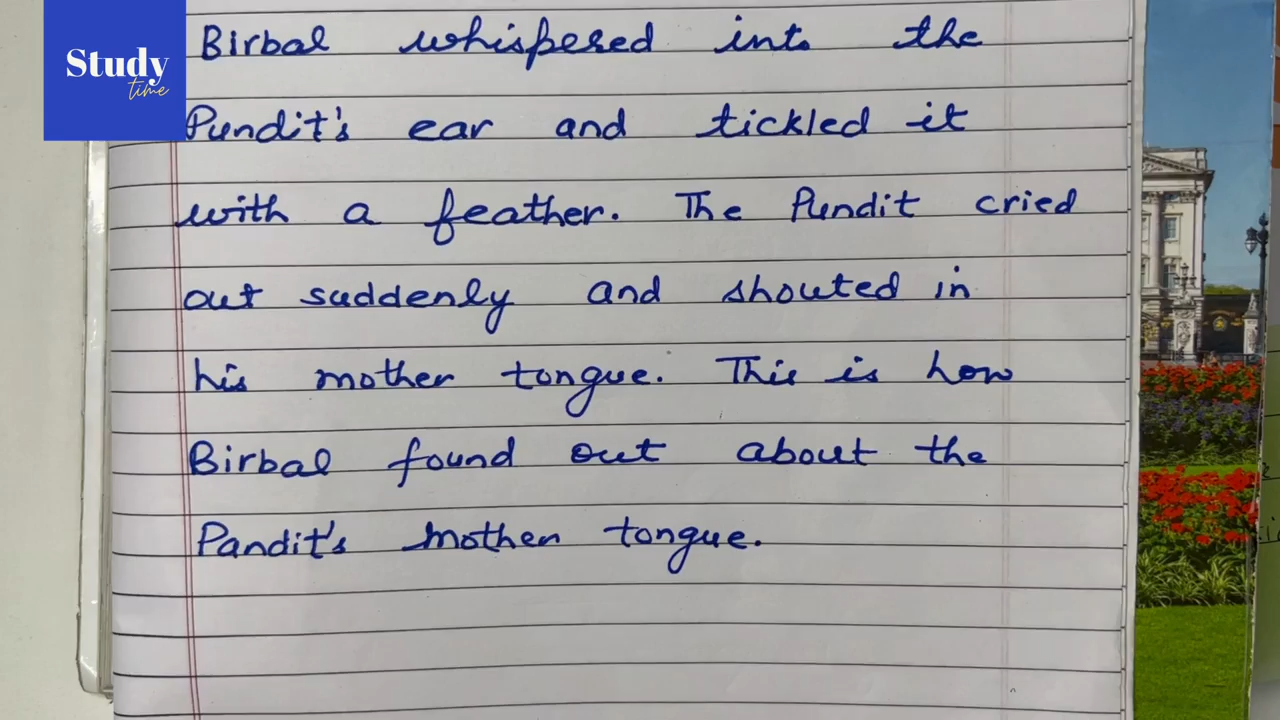 Study
time
Birbal whispered into the
Pundit's ear and tickled it
with a feather. The Pundit cried
out suddenly and shouted in
his mother tongue. This is how
Birbal found out about the
Pandit's mother tongue.